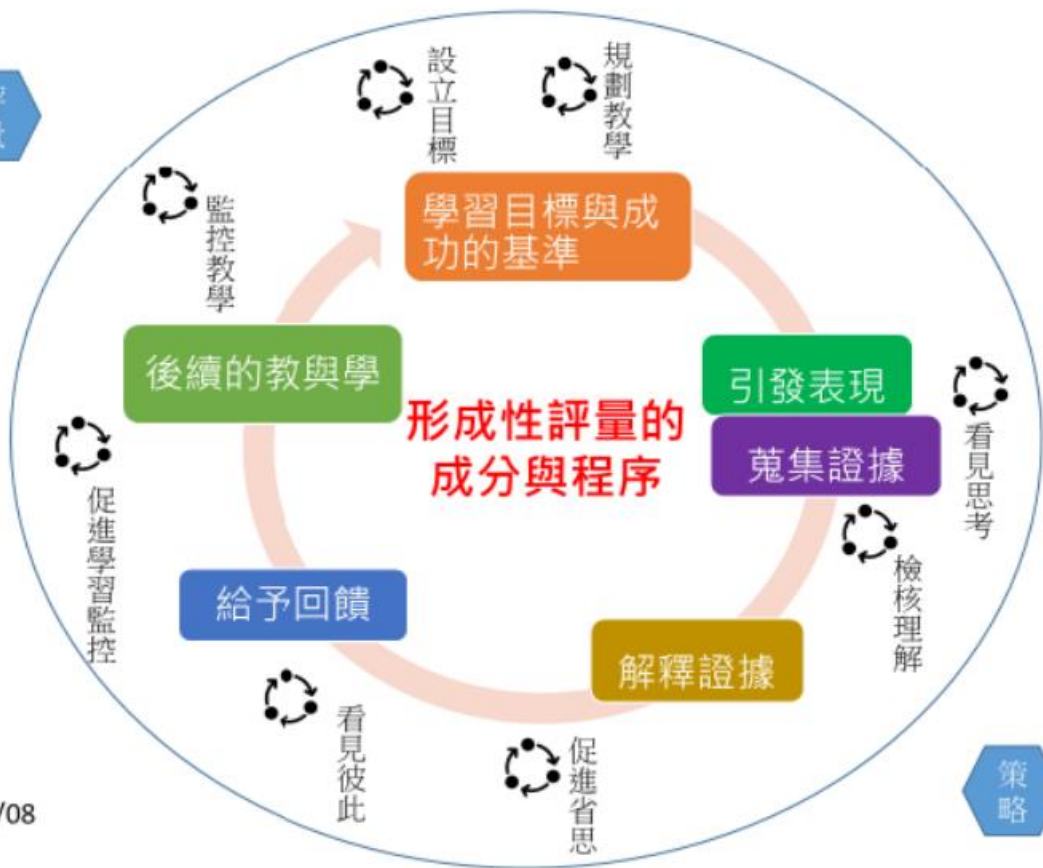 設立目標
規劃教學
監控教學
學習目標與成
功的基準
後續的教與學
引發表現
蒐集證據
看見思考
形成性評量的
成分與程序
檢核理解
促進學習監控
給予回饋
解釋證據
看見彼此
促進省思
策略
/08